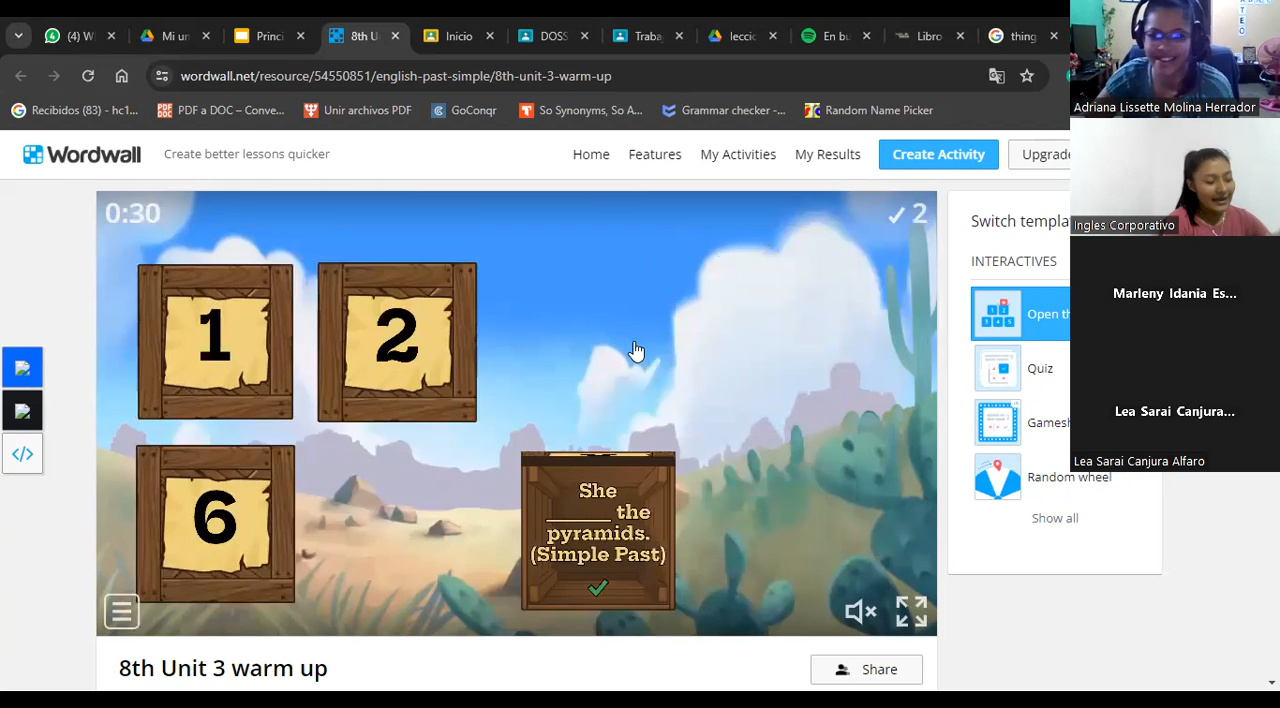 (4) W
Mi un
Princi
8th U
Inicio
DOSS
Traba
lecció
En bu
Libro
thing
wordwall.net/resource/54550851/english-past-simple/8th-unit-3-warm-up
Recibidos (83) - hc1...
PDF a DOC – Conve...
Unir archivos PDF
GoConqr
So Synonyms, So A...
Grammar checker -...
Random Name Picker
Wordwall
Create better lessons quicker
Home
Features
My Activities
My Results
Create Activity
Upgrade
0:30
✓ 2
1
2
6
She
______ the
pyramids.
(Simple Past)
8th Unit 3 warm up
Share
Switch templa
INTERACTIVES
Open th
Quiz
Gamesh
Random wheel
Show all
Adriana Lissette Molina Herrador
Ingles Corporativo
Marleny Idania Es...
Lea Sarai Canjura...
Lea Sarai Canjura Alfaro